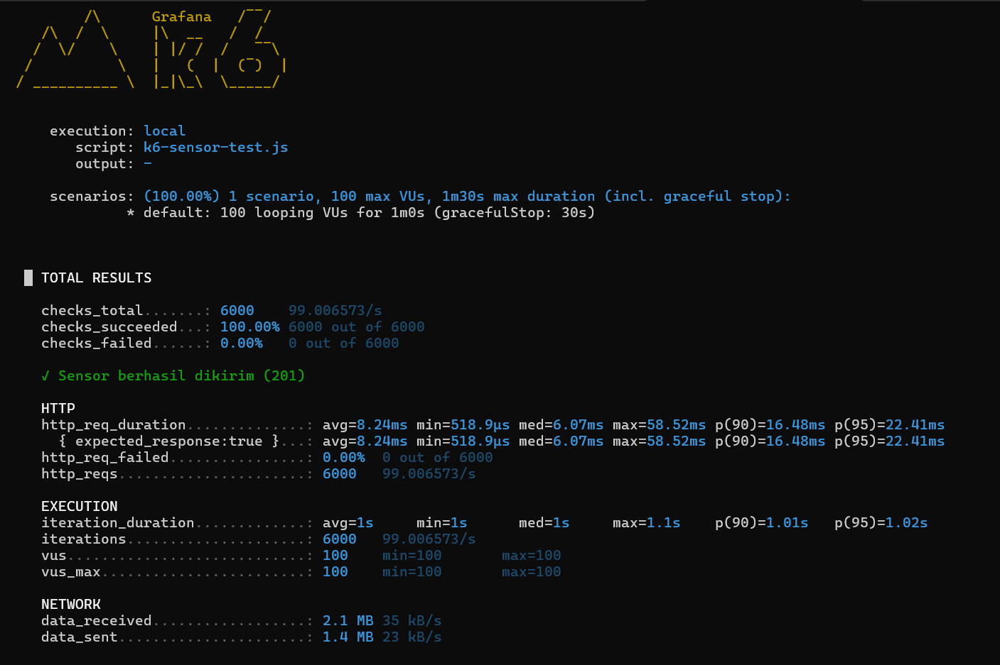 /\      Grafana   /‾‾/
    /\  /  \     |\  __   /  /
   /  \/    \    | |/ /  /   ‾‾\
  /          \   |   (  |  (‾)  |
 / __________ \  |_|\_\  \_____/
execution: local
script: k6-sensor-test.js
output: -
scenarios: (100.00%) 1 scenario, 100 max VUs, 1m30s max duration (incl. graceful stop):
* default: 100 looping VUs for 1m0s (gracefulStop: 30s)
█ TOTAL RESULTS
checks_total.......: 6000    99.006573/s
checks_succeeded...: 100.00% 6000 out of 6000
checks_failed......: 0.00%   0 out of 6000
√ Sensor berhasil dikirim (201)
HTTP
http_req_duration..............: avg=8.24ms min=518.9µs med=6.07ms max=58.52ms p(90)=16.48ms p(95)=22.41ms
{ expected_response:true }...: avg=8.24ms min=518.9µs med=6.07ms max=58.52ms p(90)=16.48ms p(95)=22.41ms
http_req_failed................: 0.00%  0 out of 6000
http_reqs......................: 6000   99.006573/s
EXECUTION
iteration_duration.............: avg=1s     min=1s      med=1s     max=1.1s    p(90)=1.01s   p(95)=1.02s
iterations.....................: 6000   99.006573/s
vus............................: 100    min=100       max=100
vus_max........................: 100    min=100       max=100
NETWORK
data_received..................: 2.1 MB 35 kB/s
data_sent......................: 1.4 MB 23 kB/s